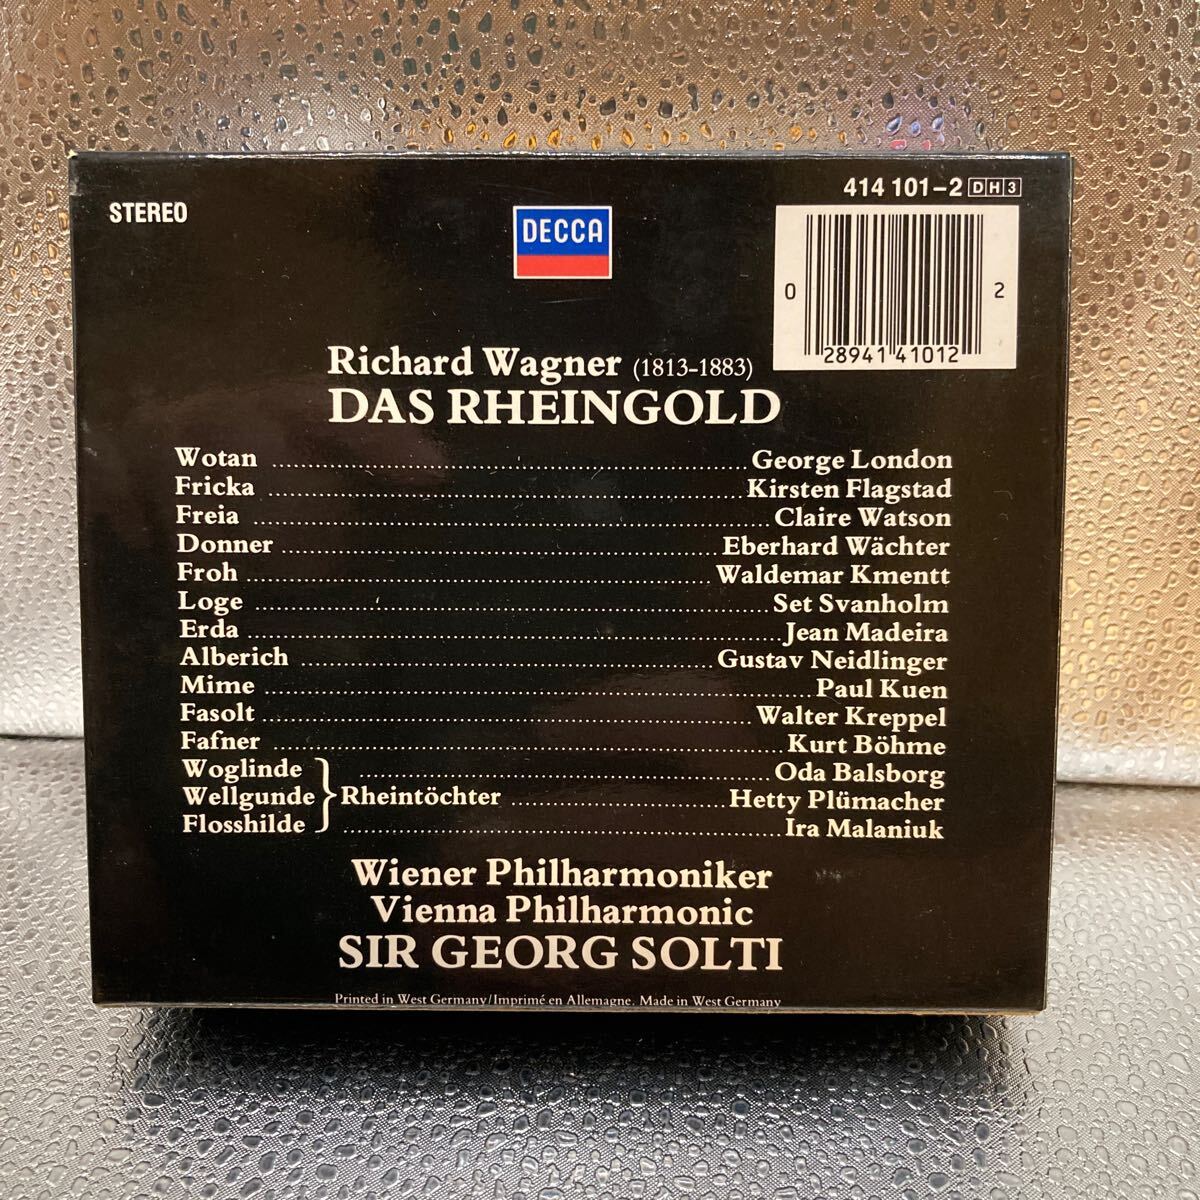 STEREO
414 101-2 DH3
DECCA
0 28941 41012 2
Richard Wagner (1813-1883)
DAS RHEINGOLD
Wotan ........ George London
Fricka ........ Kirsten Flagstad
Freia ........ Claire Watson
Donner ........ Eberhard Wächter
Froh ........ Waldemar Kmentt
Loge ........ Set Svanholm
Erda ........ Jean Madeira
Alberich ........ Gustav Neidlinger
Mime ........ Paul Kuen
Fasolt ........ Walter Kreppel
Fafner ........ Kurt Böhme
Woglinde ........ Oda Balsborg
Wellgunde } Rheintöchter ........ Hetty Plümacher
Flosshilde ........ Ira Malaniuk
Wiener Philharmoniker
Vienna Philharmonic
SIR GEORG SOLTI
Printed in West Germany/Imprimé en Allemagne. Made in West Germany